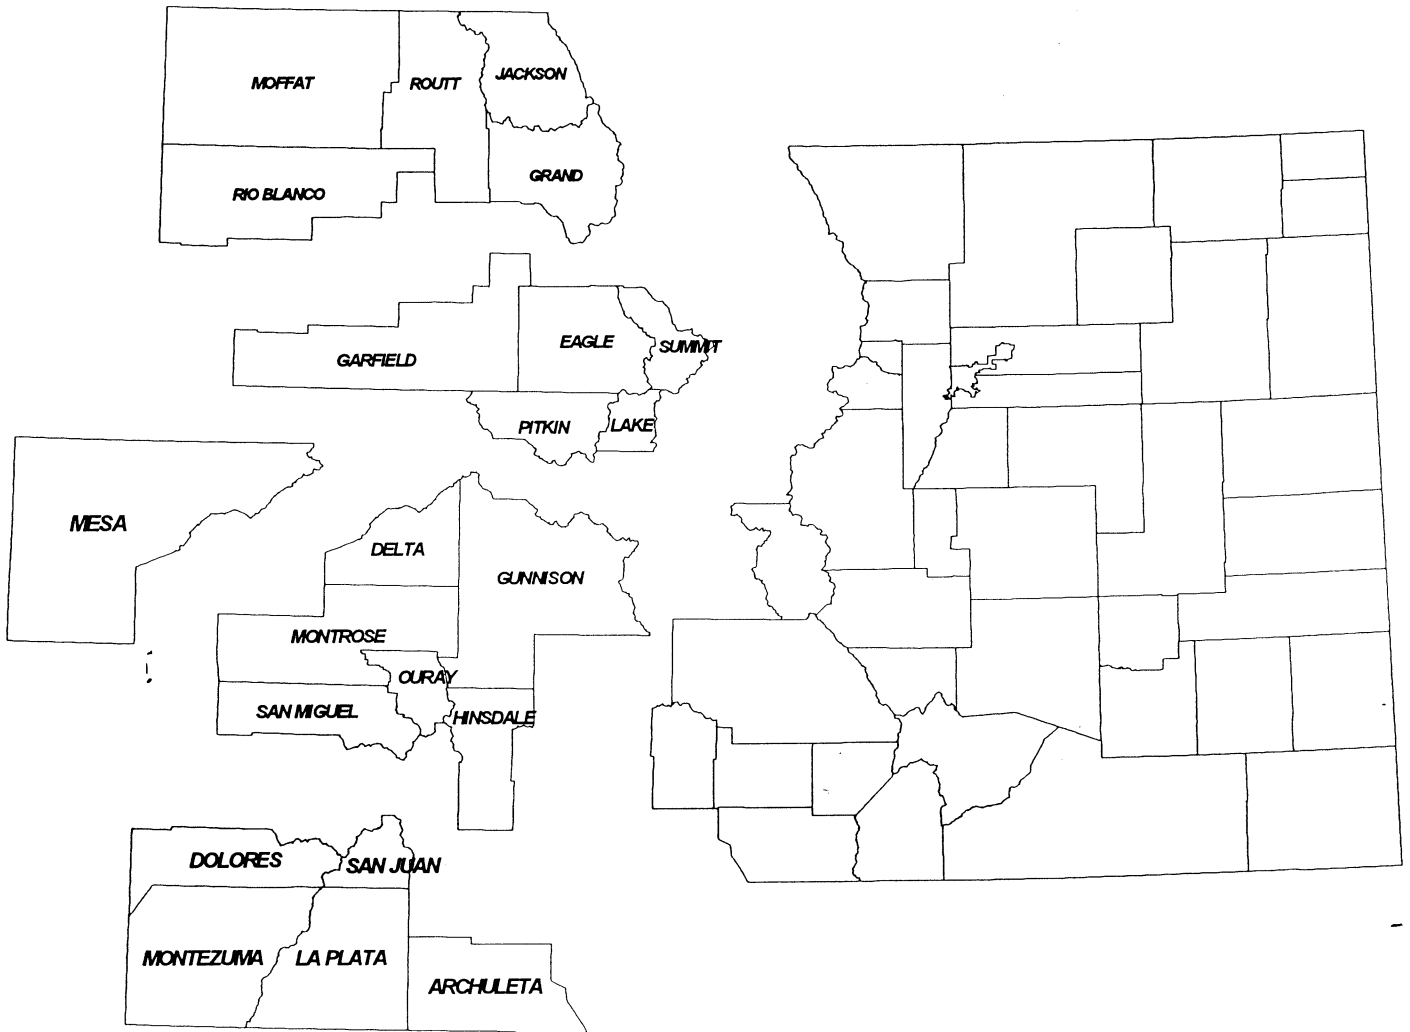 MOFFAT
ROUTT
JACKSON
RIO BLANCO
GRAND
GARFIELD
EAGLE
SUMMIT
PITKIN
LAKE
MESA
DELTA
GUNNISON
MONTROSE
OURAY
SAN MIGUEL
HINSDALE
DOLORES
SAN JUAN
MONTEZUMA
LA PLATA
ARCHULETA